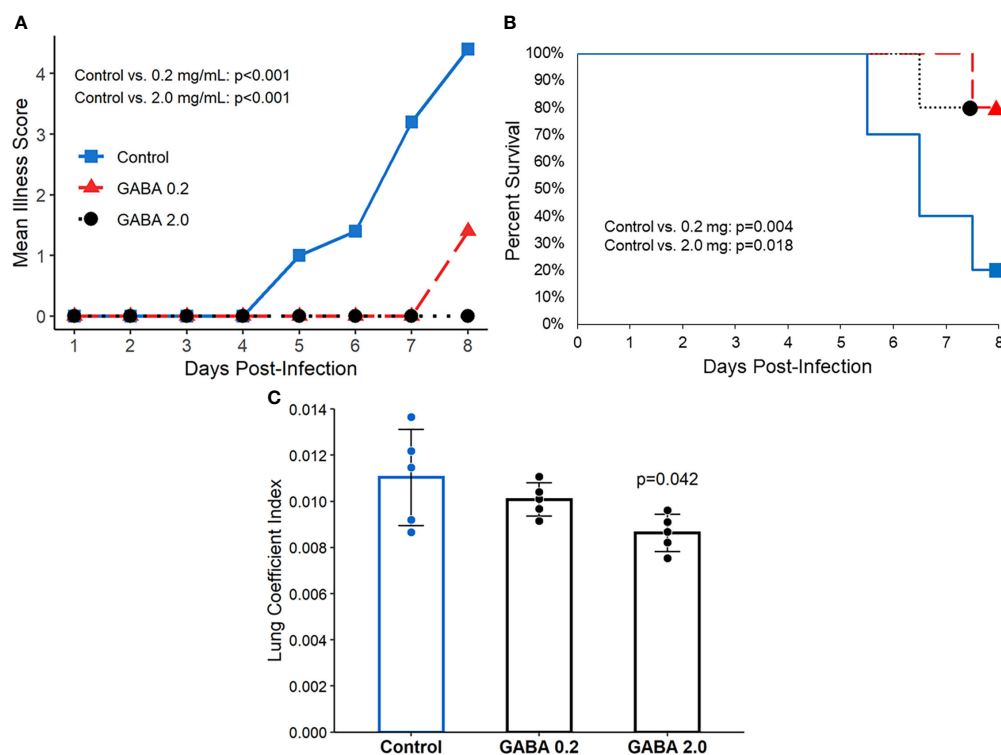 A
Mean Illness Score
4
3
2
1
0
Control vs. 0.2 mg/mL: p<0.001
Control vs. 2.0 mg/mL: p<0.001
Control
GABA 0.2
GABA 2.0
1 2 3 4 5 6 7 8
Days Post-Infection
B
Percent Survival
100%
90%
80%
70%
60%
50%
40%
30%
20%
10%
0%
Control vs. 0.2 mg: p=0.004
Control vs. 2.0 mg: p=0.018
0 1 2 3 4 5 6 7 8
Days Post-Infection
C
Lung Coefficient Index
0.014
0.012
0.010
0.008
0.006
0.004
0.002
0.000
p=0.042
Control GABA 0.2 GABA 2.0